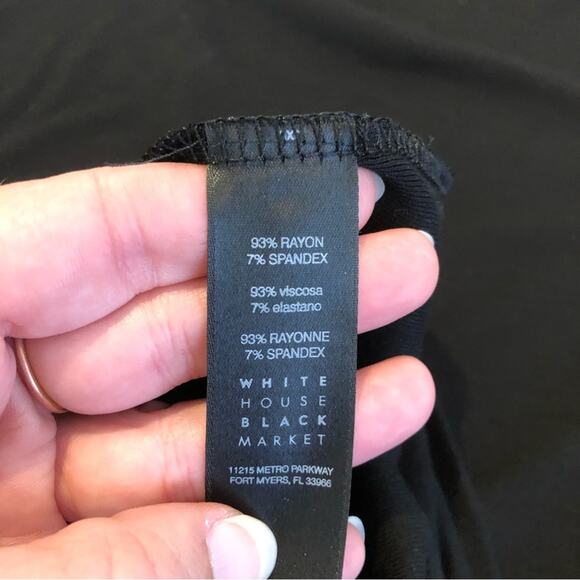 X
93% RAYON
7% SPANDEX
93% viscosa
7% elastano
93% RAYONNE
7% SPANDEX
WHITE
HOUSE
BLACK
MARKET
11215 METRO PARKWAY
FORT MYERS, FL 33966